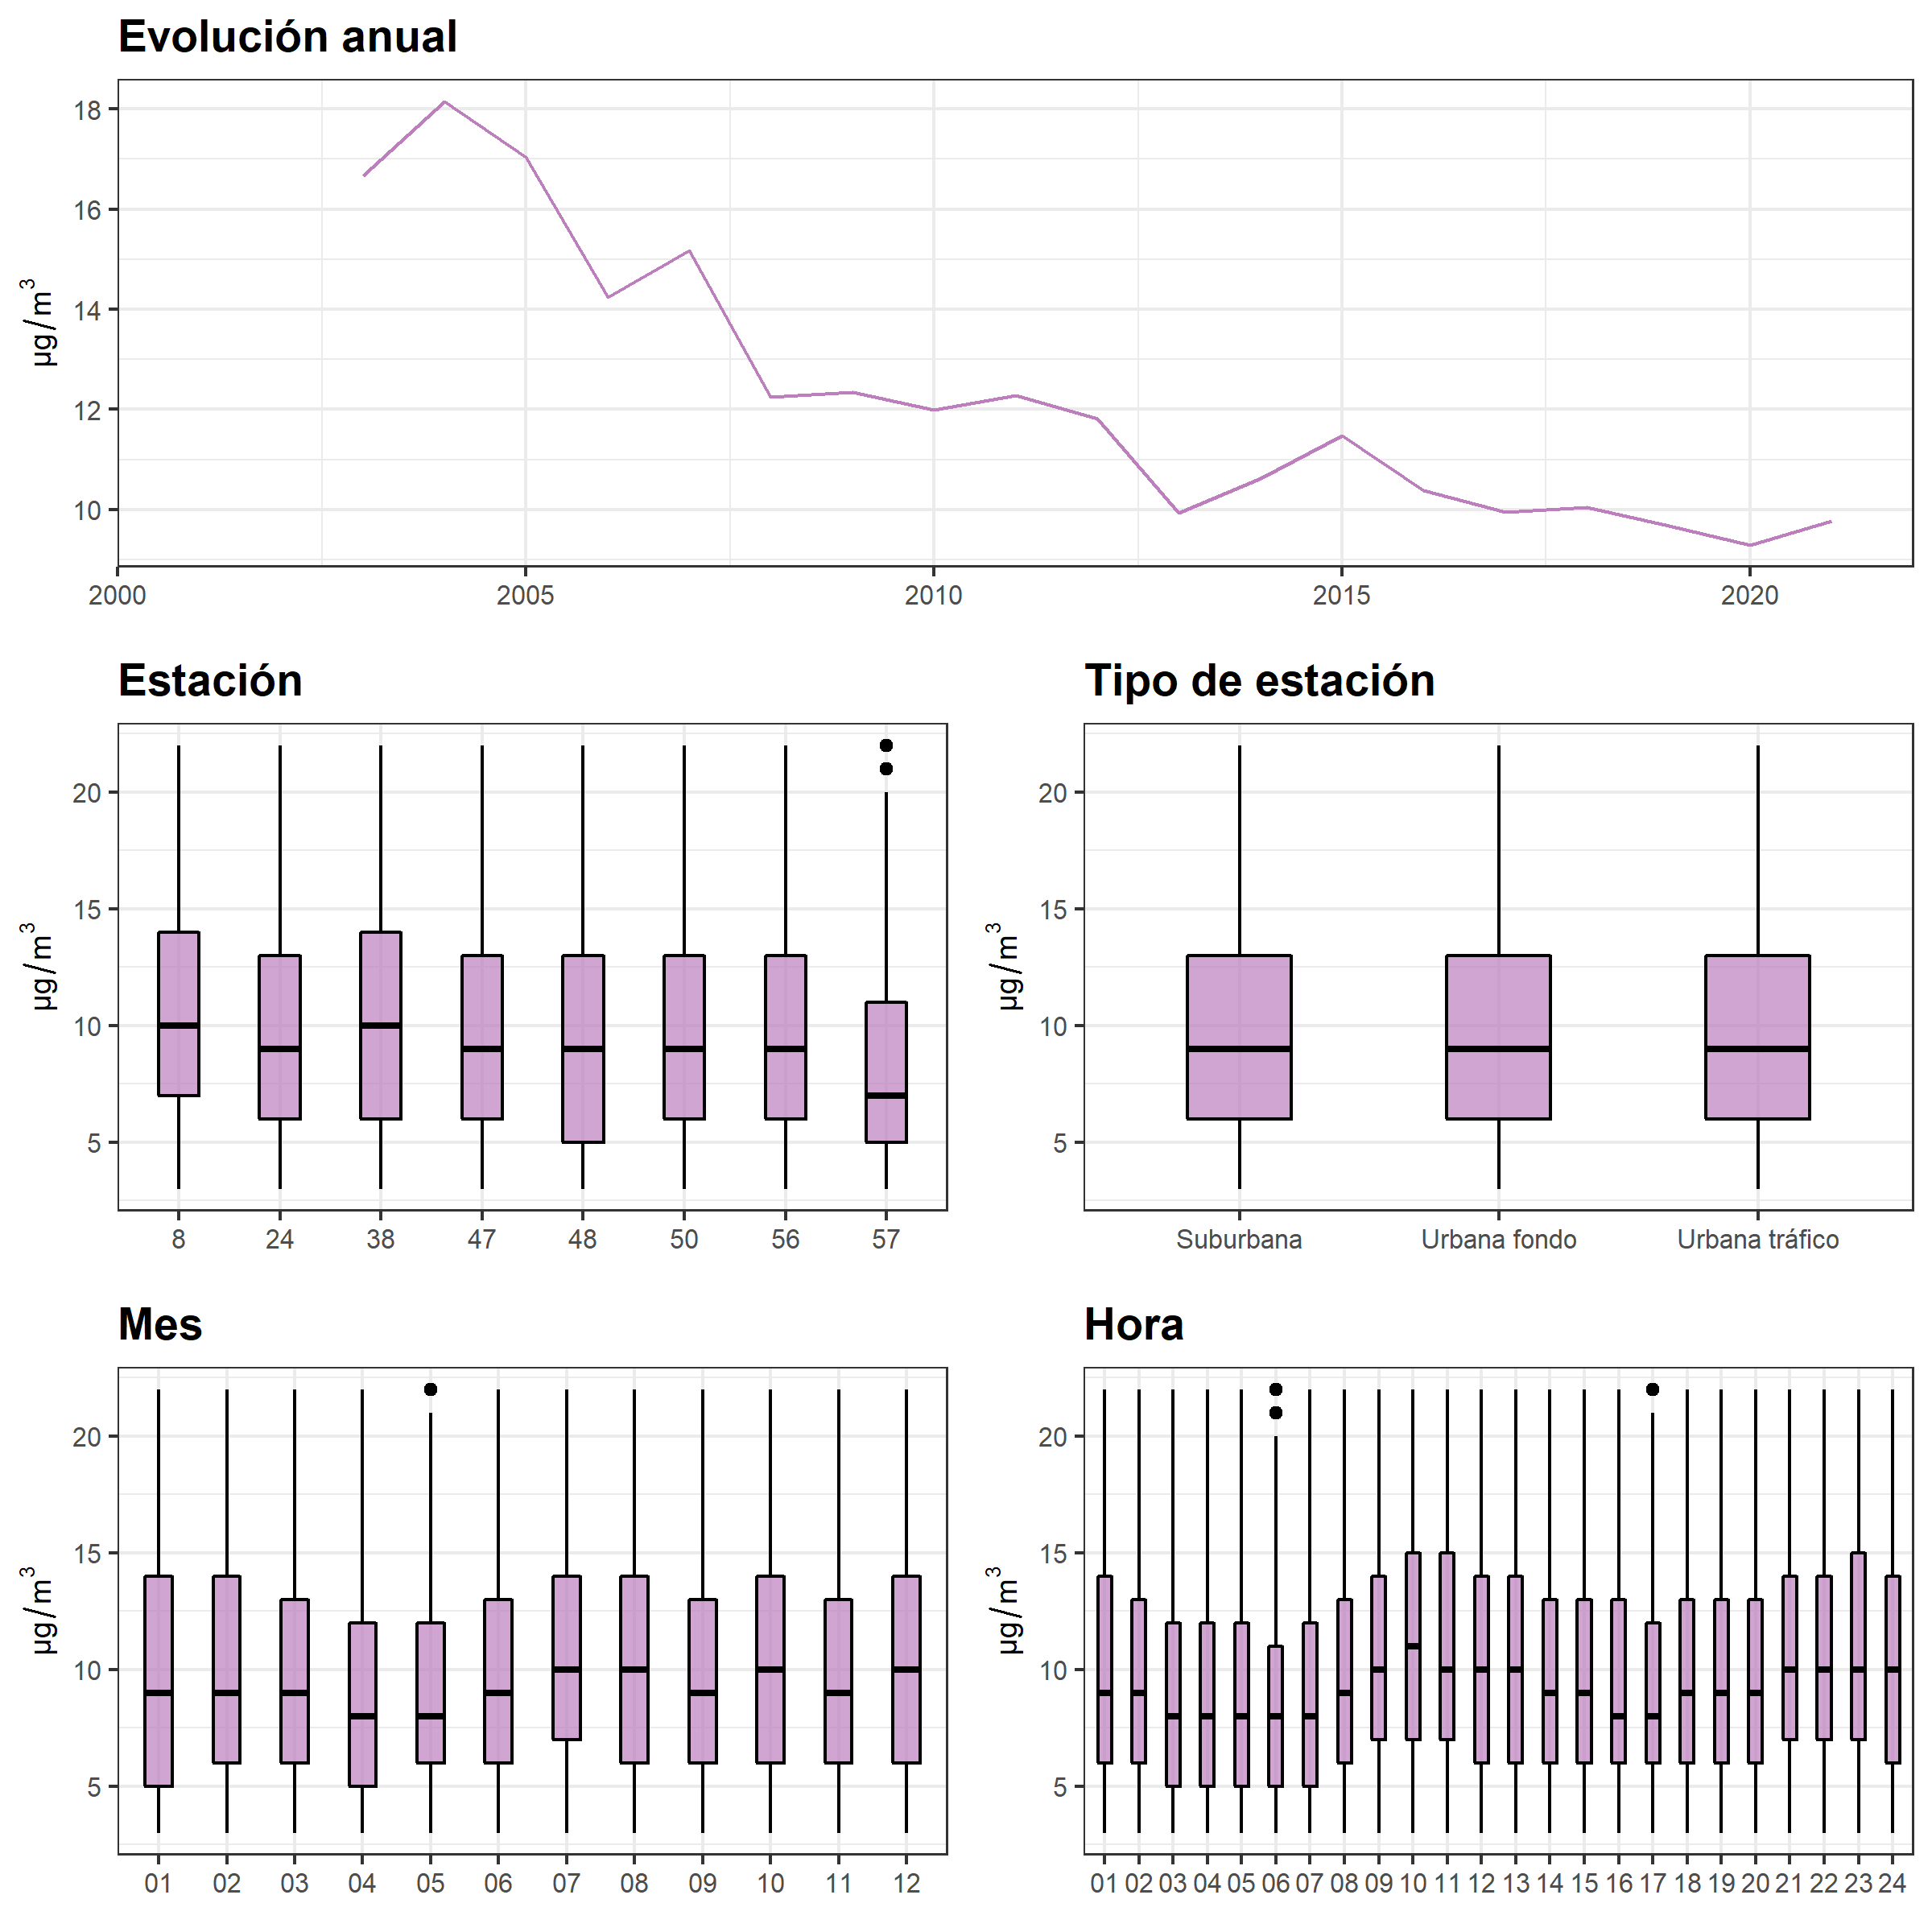 Evolución anual
µg/m³
18
16
14
12
10
2000 2005 2010 2015 2020
Estación
µg/m³
20
15
10
5
8 24 38 47 48 50 56 57
Tipo de estación
µg/m³
20
15
10
5
Suburbana Urbana fondo Urbana tráfico
Mes
µg/m³
20
15
10
5
01 02 03 04 05 06 07 08 09 10 11 12
Hora
µg/m³
20
15
10
5
01 02 03 04 05 06 07 08 09 10 11 12 13 14 15 16 17 18 19 20 21 22 23 24